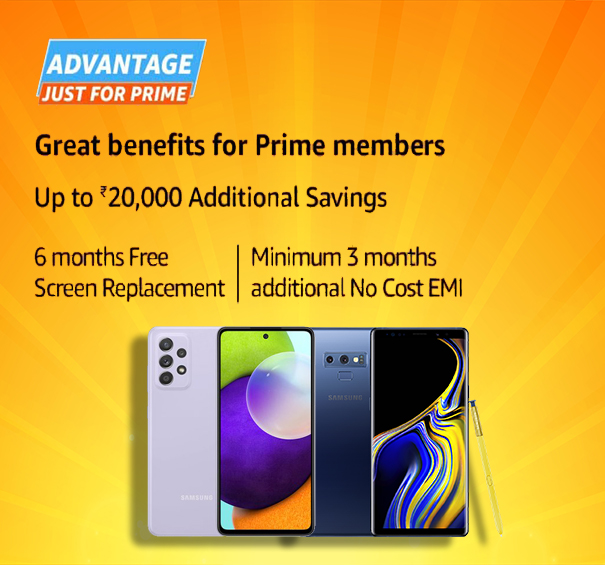 ADVANTAGE
JUST FOR PRIME
Great benefits for Prime members
Up to ₹20,000 Additional Savings
6 months Free
Screen Replacement
Minimum 3 months
additional No Cost EMI
SAMSUNG
SAMSUNG